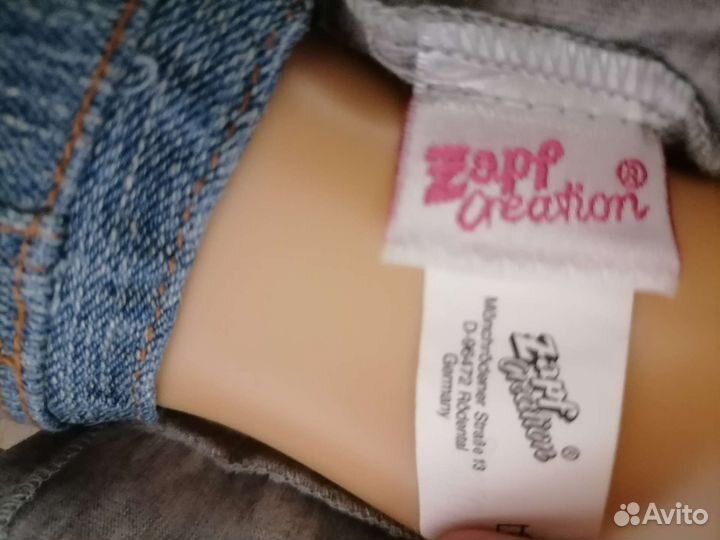 Zapf
Creation®
Zapf
Creation®
Mönchrödener Straße 13
D-96472 Rödental
Germany
Avito